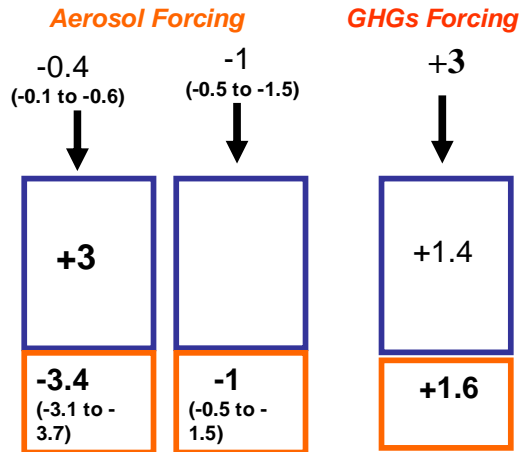 Aerosol Forcing
GHGs Forcing
-0.4
(-0.1 to -0.6)
-1
(-0.5 to -1.5)
+3
+3
+1.4
-3.4
(-3.1 to -
3.7)
-1
(-0.5 to -
1.5)
+1.6